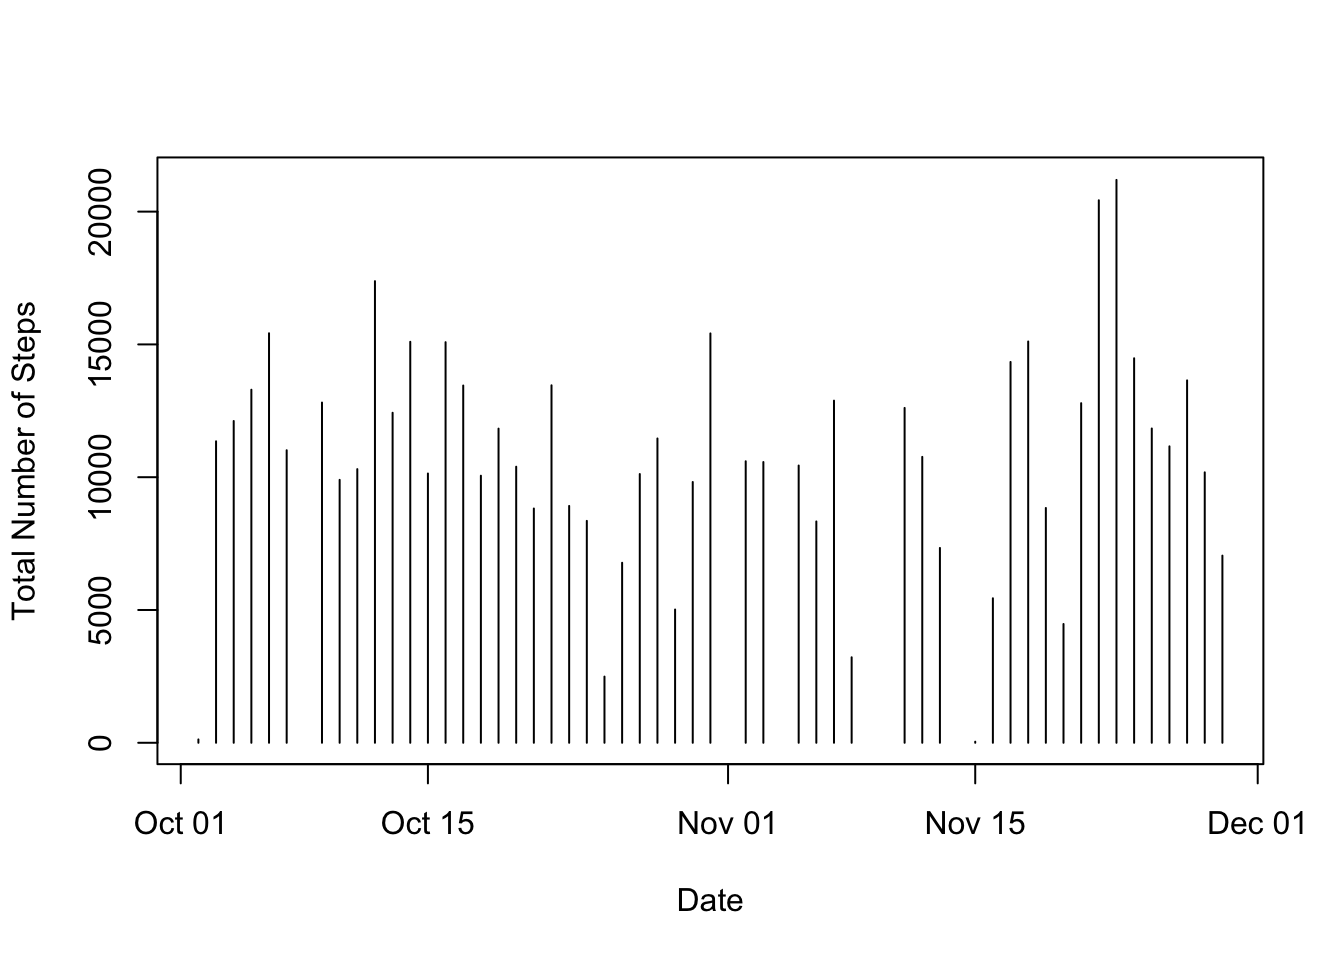 Total Number of Steps
20000
15000
10000
5000
0
Oct 01
Oct 15
Nov 01
Nov 15
Dec 01
Date